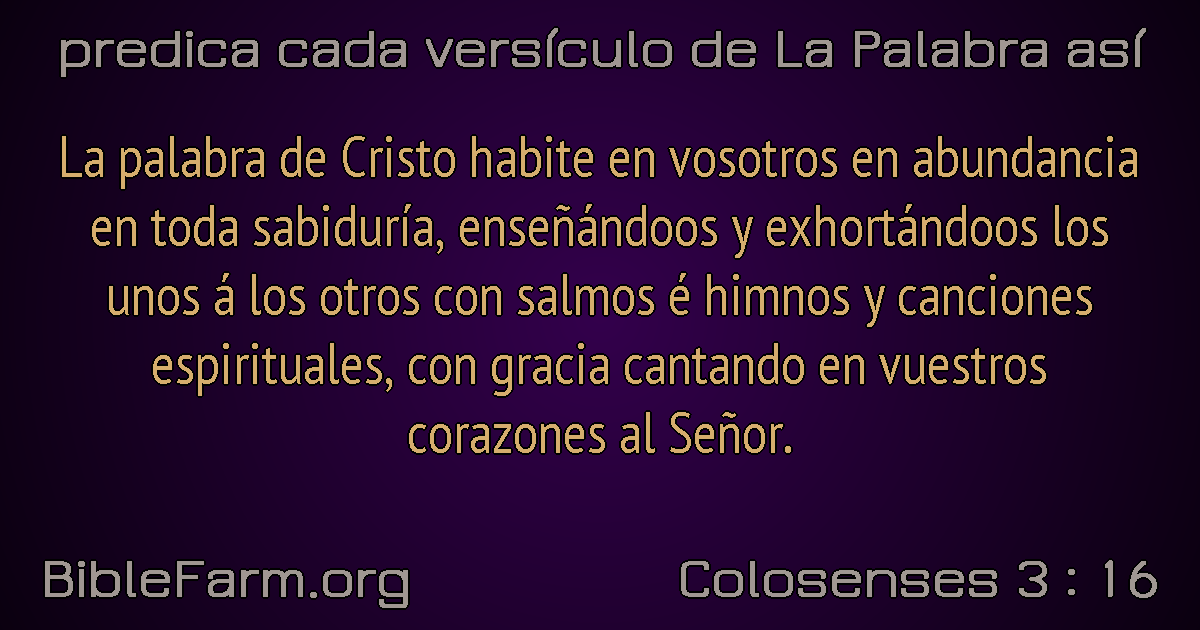 predica cada versículo de La Palabra así
La palabra de Cristo habite en vosotros en abundancia
en toda sabiduría, enseñándoos y exhortándoos los
unos á los otros con salmos é himnos y canciones
espirituales, con gracia cantando en vuestros
corazones al Señor.
BibleFarm.org
Colosenses 3 : 16